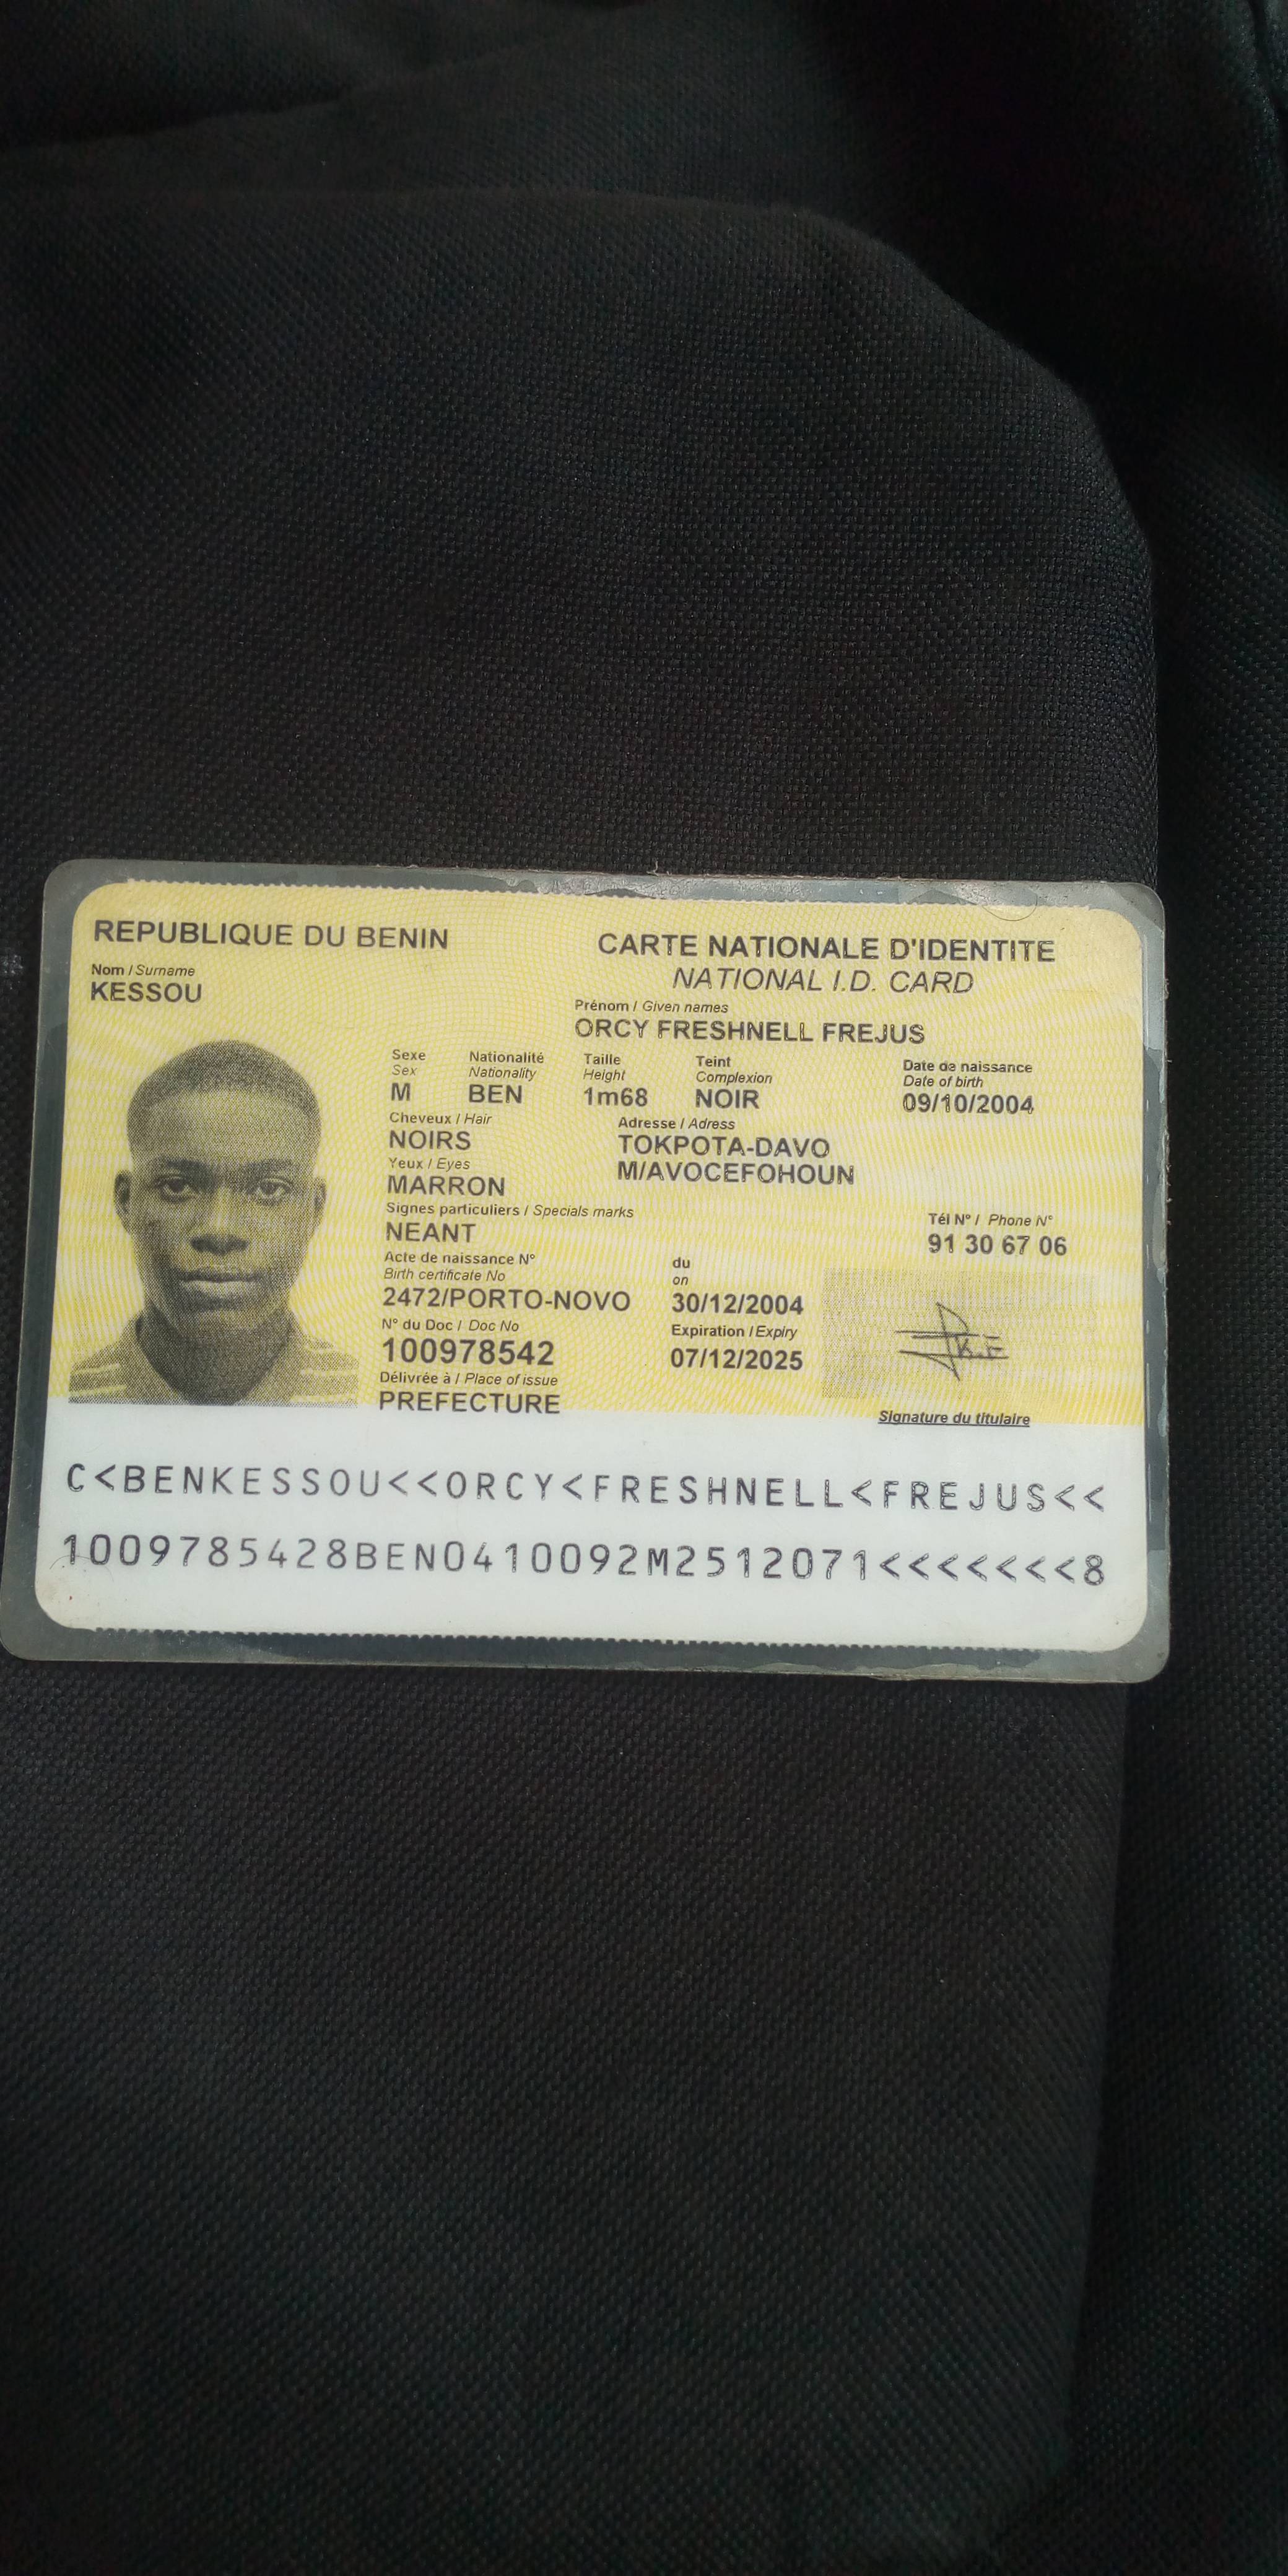 REPUBLIQUE DU BENIN
CARTE NATIONALE D'IDENTITE
NATIONAL I.D. CARD
Nom / Surname
KESSOU
Prénom / Given names
ORCY FRESHNELL FREJUS
Sexe Nationalité Taille Teint Date de naissance
Sex Nationality Height Complexion Date of birth
M BEN 1m68 NOIR 09/10/2004
Cheveux / Hair Adresse / Adress
NOIRS TOKPOTA-DAVO
Yeux / Eyes M/AVOCEFOHOUN
MARRON
Signes particuliers / Specials marks Tél N° / Phone N°
NEANT 91 30 67 06
Acte de naissance N° du
Birth certificate No on
2472/PORTO-NOVO 30/12/2004
N° du Doc / Doc No Expiration / Expiry
100978542 07/12/2025
Délivrée à / Place of issue
PREFECTURE
Signature du titulaire
C<BENKESSOU<<ORCY<FRESHNELL<FREJUS<<
1009785428BEN0410092M2512071<<<<<<<8